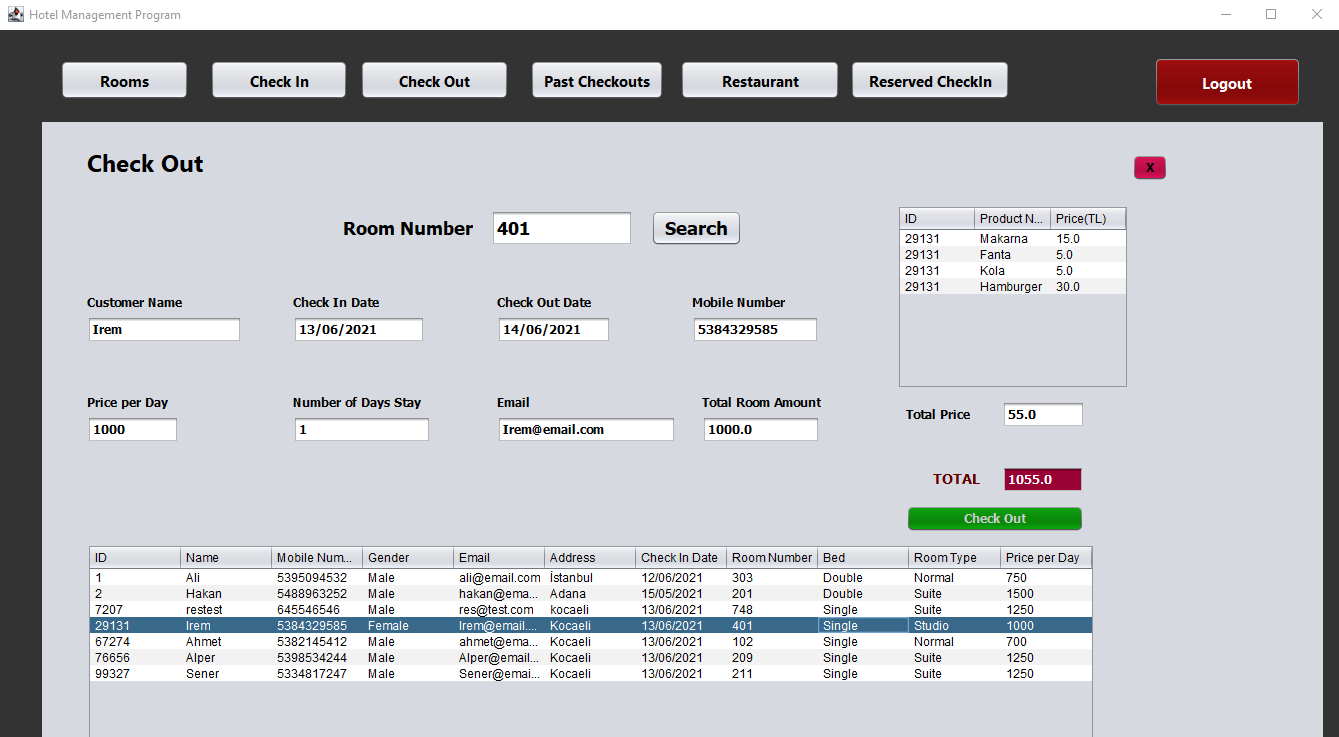 Hotel Management Program
Rooms Check In Check Out Past Checkouts Restaurant Reserved CheckIn Logout
Check Out
X
Room Number 401 Search
ID Product N... Price(TL)
29131 Makarna 15.0
29131 Fanta 5.0
29131 Kola 5.0
29131 Hamburger 30.0
Customer Name Check In Date Check Out Date Mobile Number
Irem 13/06/2021 14/06/2021 5384329585
Price per Day Number of Days Stay Email Total Room Amount
1000 1 Irem@email.com 1000.0
Total Price 55.0
TOTAL 1055.0
Check Out
ID Name Mobile Num... Gender Email Address Check In Date Room Number Bed Room Type Price per Day
1 Ali 5395094532 Male ali@email.com İstanbul 12/06/2021 303 Double Normal 750
2 Hakan 5488963252 Male hakan@ema... Adana 15/05/2021 201 Double Suite 1500
7207 restest 645546546 Male res@test.com kocaeli 13/06/2021 748 Single Suite 1250
29131 Irem 5384329585 Female Irem@email.... Kocaeli 13/06/2021 401 Single Studio 1000
67274 Ahmet 5382145412 Male ahmet@ema... Kocaeli 13/06/2021 102 Single Normal 700
76656 Alper 5398534244 Male Alper@email... Kocaeli 13/06/2021 209 Single Suite 1250
99327 Sener 5334817247 Male Sener@emai... Kocaeli 13/06/2021 211 Single Suite 1250